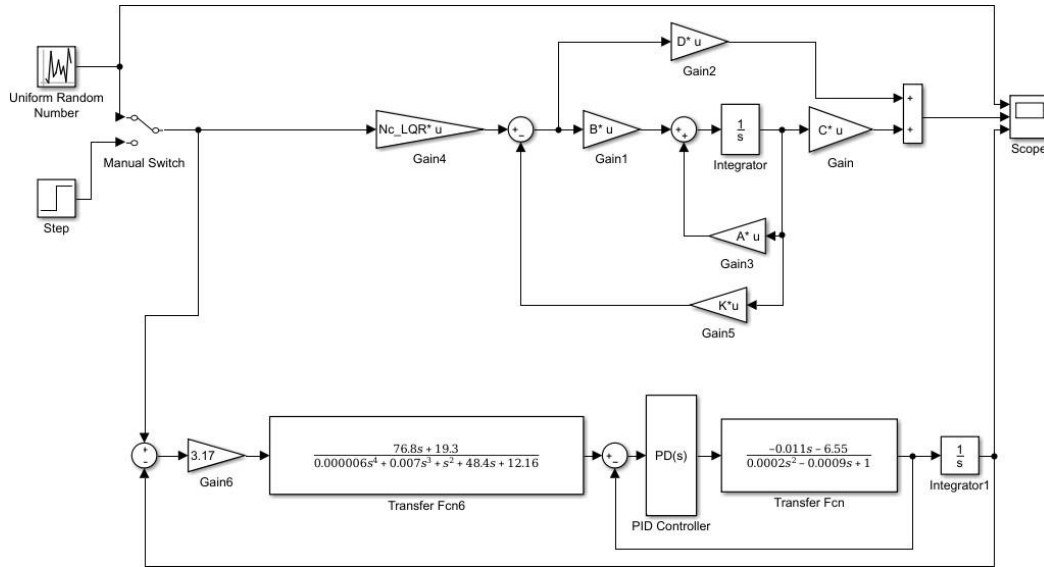 D* u
Gain2
Uniform Random
Number
Manual Switch
Step
Nc_LQR* u
Gain4
+
−
B* u
Gain1
+
+
1
s
Integrator
C* u
Gain
+
+
Scope
A* u
Gain3
K*u
Gain5
+
−
3.17
Gain6
76.8s + 19.3
0.000006s⁴ + 0.007s³ + s² + 48.4s + 12.16
Transfer Fcn6
+
−
PD(s)
PID Controller
−0.011s − 6.55
0.0002s² − 0.0009s + 1
Transfer Fcn
1
s
Integrator1